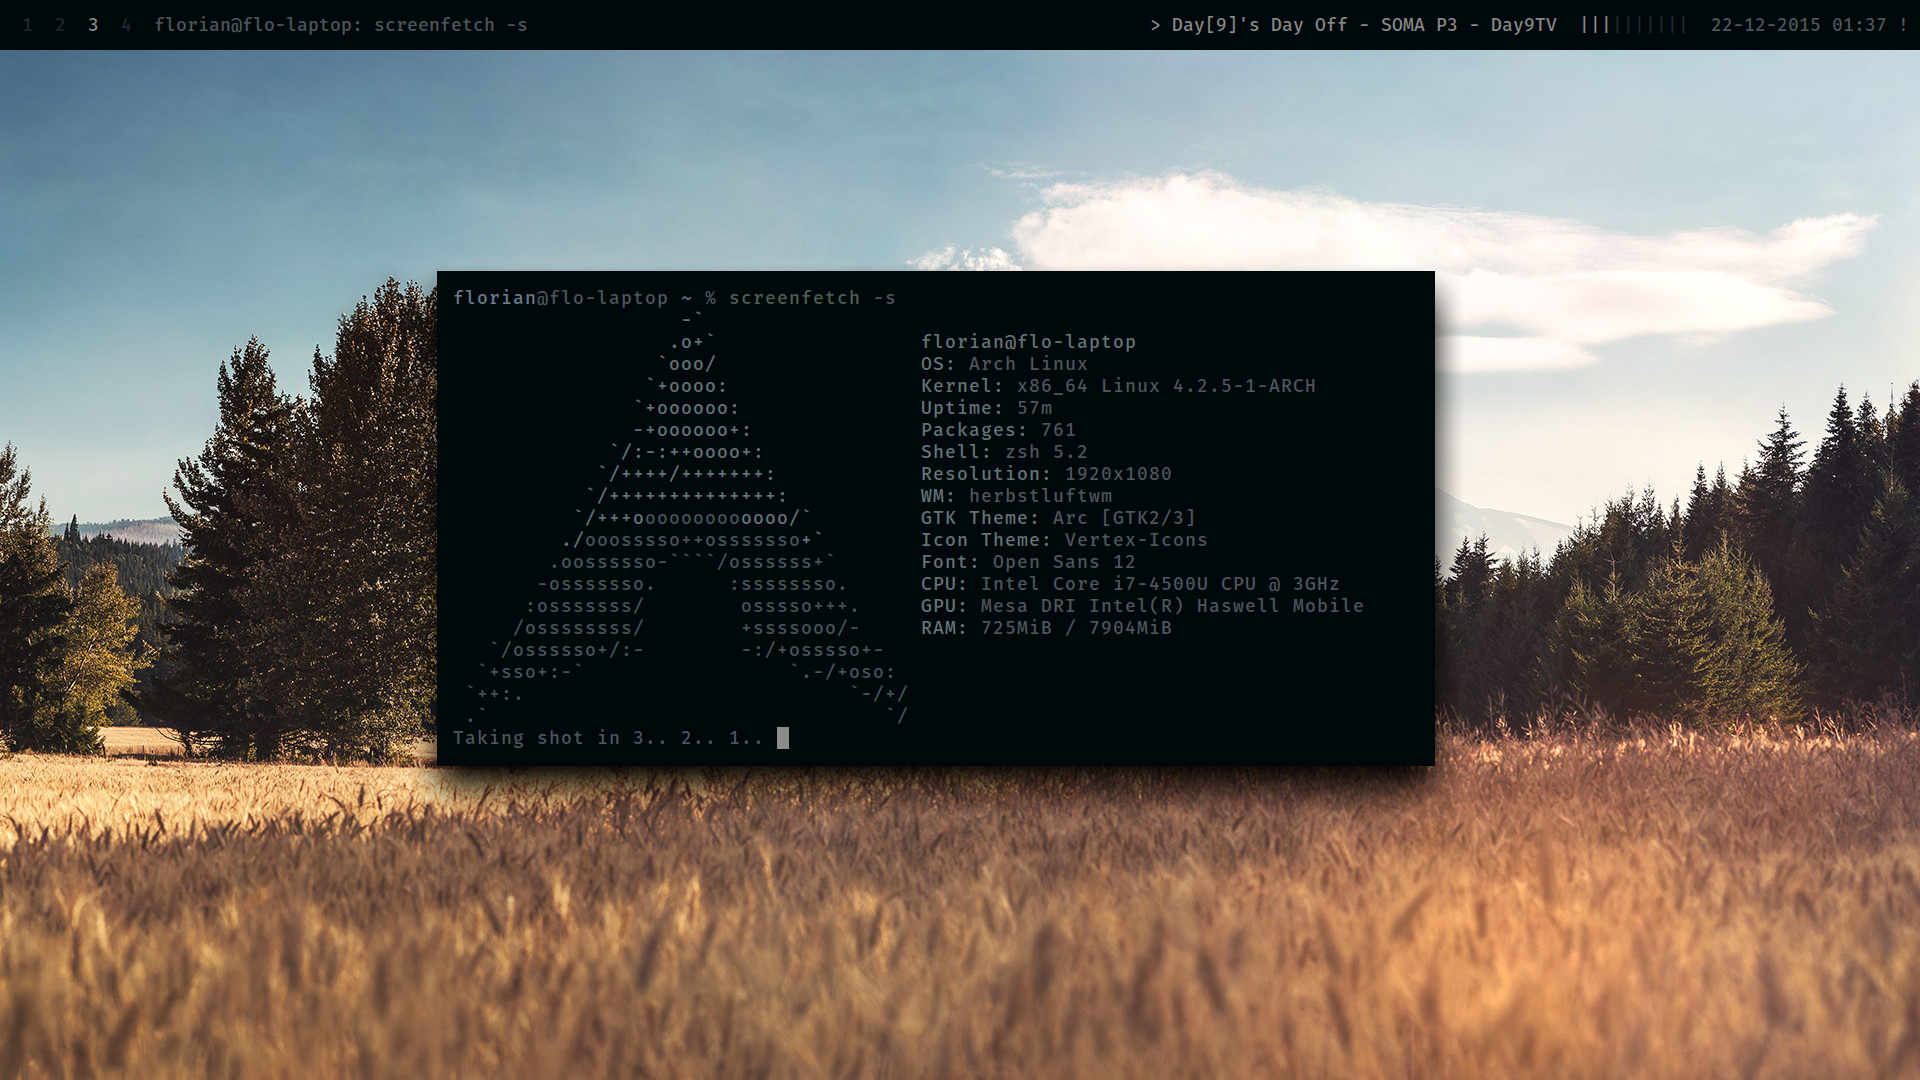 1 2 3 4 florian@flo-laptop: screenfetch -s > Day[9]'s Day Off - SOMA P3 - Day9TV |||||||||| 22-12-2015 01:37 !
florian@flo-laptop ~ % screenfetch -s
-`
.o+` florian@flo-laptop
`ooo/ OS: Arch Linux
`+oooo: Kernel: x86_64 Linux 4.2.5-1-ARCH
`+oooooo: Uptime: 57m
-+oooooo+: Packages: 761
`/:-:++oooo+: Shell: zsh 5.2
`/++++/+++++++: Resolution: 1920x1080
`/++++++++++++++: WM: herbstluftwm
`/+++ooooooooooooo/` GTK Theme: Arc [GTK2/3]
./ooosssso++osssssso+` Icon Theme: Vertex-Icons
.oossssso-````/ossssss+` Font: Open Sans 12
-osssssso. :ssssssso. CPU: Intel Core i7-4500U CPU @ 3GHz
:osssssss/ osssso+++. GPU: Mesa DRI Intel(R) Haswell Mobile
/ossssssss/ +ssssooo/- RAM: 725MiB / 7904MiB
`/ossssso+/:- -:/+osssso+-
`+sso+:-` `.-/+oso:
`++:. `-/+/
.` `/
Taking shot in 3.. 2.. 1..